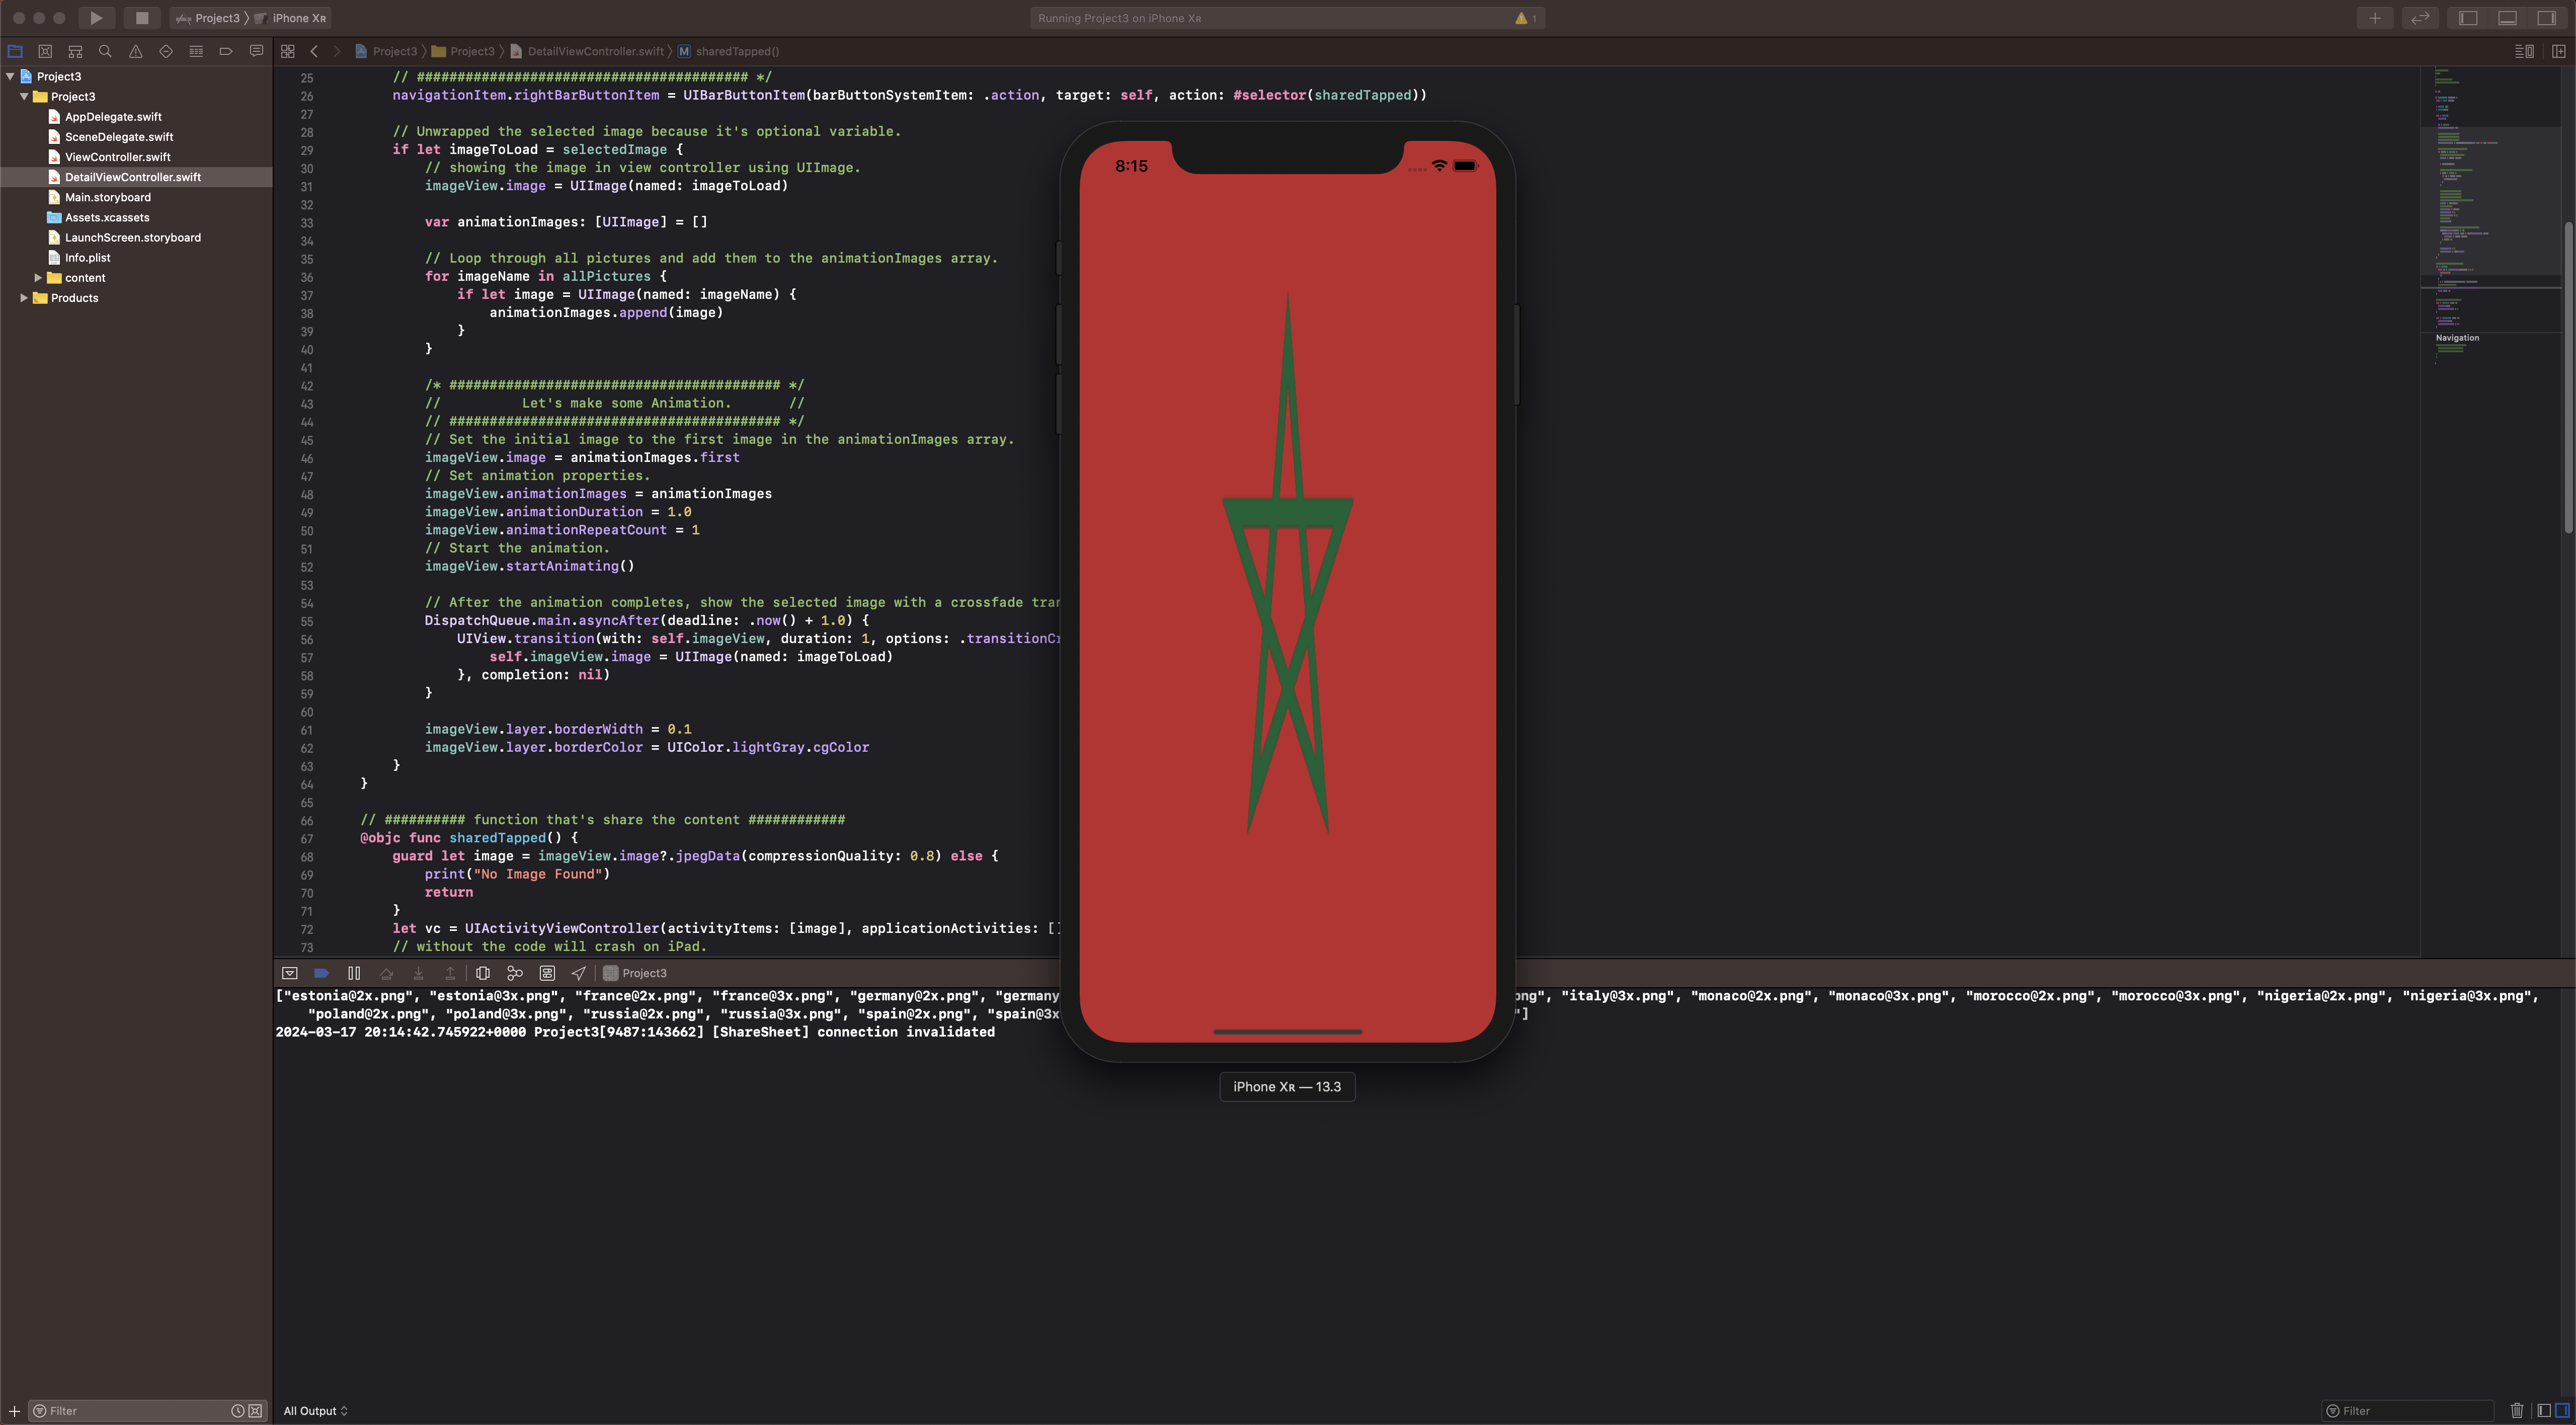 Project3 〉 iPhone Xʀ
Running Project3 on iPhone Xʀ
1
Project3 〉 Project3 〉 DetailViewController.swift 〉 M sharedTapped()
Project3
Project3
AppDelegate.swift
SceneDelegate.swift
ViewController.swift
DetailViewController.swift
Main.storyboard
Assets.xcassets
LaunchScreen.storyboard
Info.plist
content
Products
25 // ######################################### */
26 navigationItem.rightBarButtonItem = UIBarButtonItem(barButtonSystemItem: .action, target: self, action: #selector(sharedTapped))
27
28 // Unwrapped the selected image because it's optional variable.
29 if let imageToLoad = selectedImage {
30 // showing the image in view controller using UIImage.
31 imageView.image = UIImage(named: imageToLoad)
32
33 var animationImages: [UIImage] = []
34
35 // Loop through all pictures and add them to the animationImages array.
36 for imageName in allPictures {
37 if let image = UIImage(named: imageName) {
38 animationImages.append(image)
39 }
40 }
41
42 /* ######################################### */
43 // Let's make some Animation. //
44 // ######################################### */
45 // Set the initial image to the first image in the animationImages array.
46 imageView.image = animationImages.first
47 // Set animation properties.
48 imageView.animationImages = animationImages
49 imageView.animationDuration = 1.0
50 imageView.animationRepeatCount = 1
51 // Start the animation.
52 imageView.startAnimating()
53
54 // After the animation completes, show the selected image with a crossfade
55 DispatchQueue.main.asyncAfter(deadline: .now() + 1.0) {
56 UIView.transition(with: self.imageView, duration: 1, options:
57 self.imageView.image = UIImage(named: imageToLoad)
58 }, completion: nil)
59 }
60
61 imageView.layer.borderWidth = 0.1
62 imageView.layer.borderColor = UIColor.lightGray.cgColor
63 }
64 }
65
66 // ########## function that's share the content ############
67 @objc func sharedTapped() {
68 guard let image = imageView.image?.jpegData(compressionQuality: 0.8) else {
69 print("No Image Found")
70 return
71 }
72 let vc = UIActivityViewController(activityItems: [image], applicationActivities: [
73 // without the code will crash on iPad.
8:15
iPhone Xʀ — 13.3
Navigation
Project3
["estonia@2x.png", "estonia@3x.png", "france@2x.png", "france@3x.png", "germany@2x.png", "germany png", "italy@3x.png", "monaco@2x.png", "monaco@3x.png", "morocco@2x.png", "morocco@3x.png", "nigeria@2x.png", "nigeria@3x.png",
"poland@2x.png", "poland@3x.png", "russia@2x.png", "russia@3x.png", "spain@2x.png", "spain@3x "]
2024-03-17 20:14:42.745922+0000 Project3[9487:143662] [ShareSheet] connection invalidated
Filter
All Output
Filter